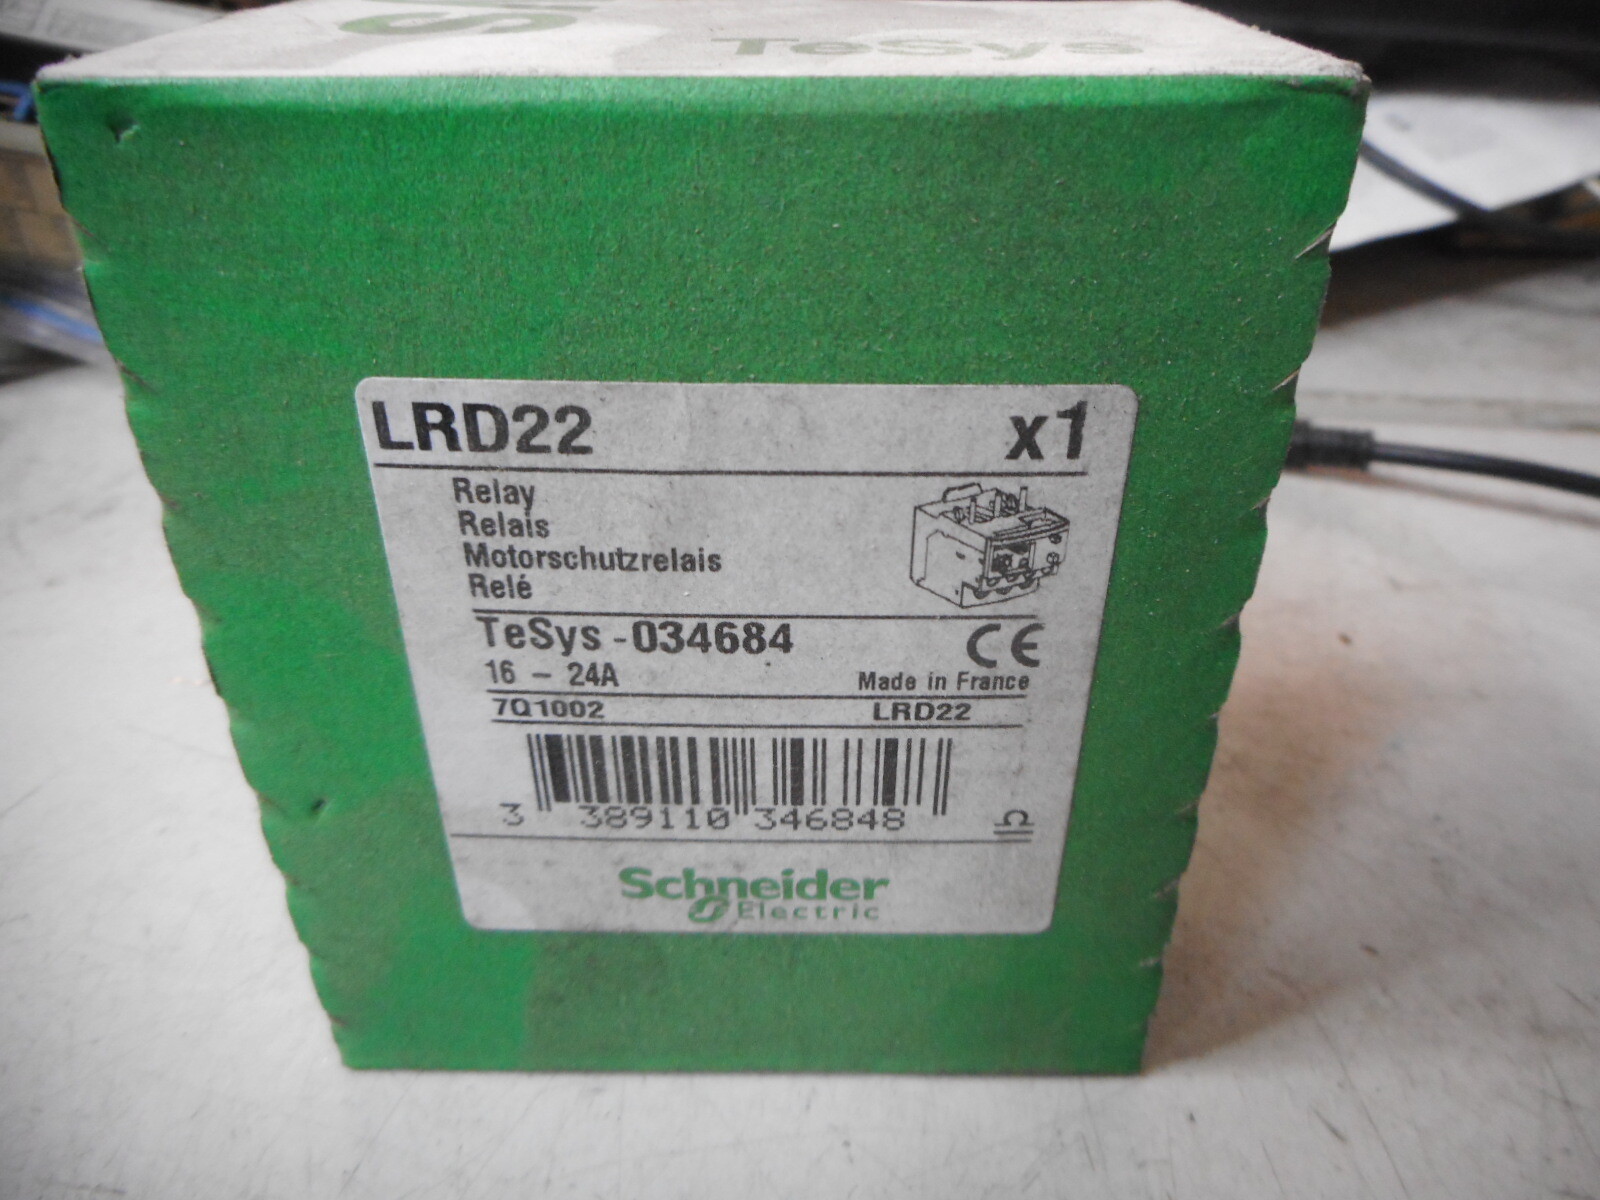 TeSys
LRD22 x1
Relay
Relais
Motorschutzrelais
Relé
TeSys - 034684
16 - 24A Made in France
7Q1002 LRD22
3 389110 346848
Schneider
Electric